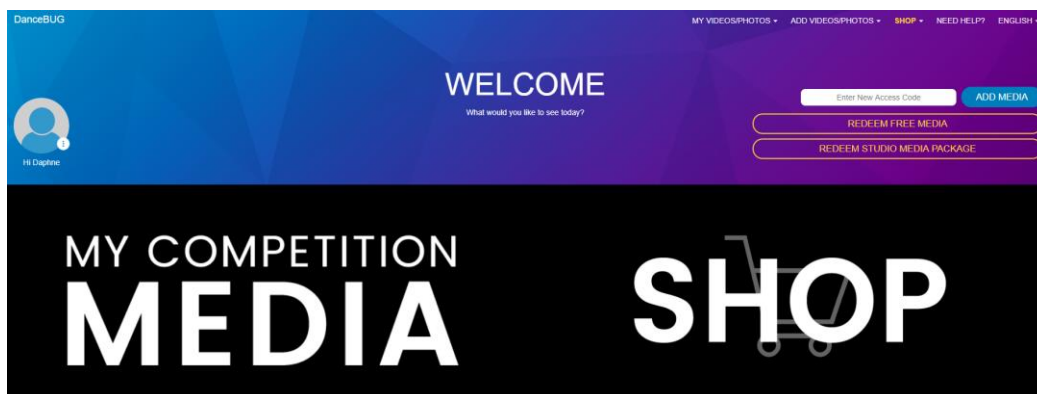 DanceBUG
MY VIDEOS/PHOTOS
ADD VIDEOS/PHOTOS
SHOP
NEED HELP?
ENGLISH
WELCOME
What would you like to see today?
Enter New Access Code
ADD MEDIA
REDEEM FREE MEDIA
REDEEM STUDIO MEDIA PACKAGE
Hi Daphne
MY COMPETITION
MEDIA
SHOP